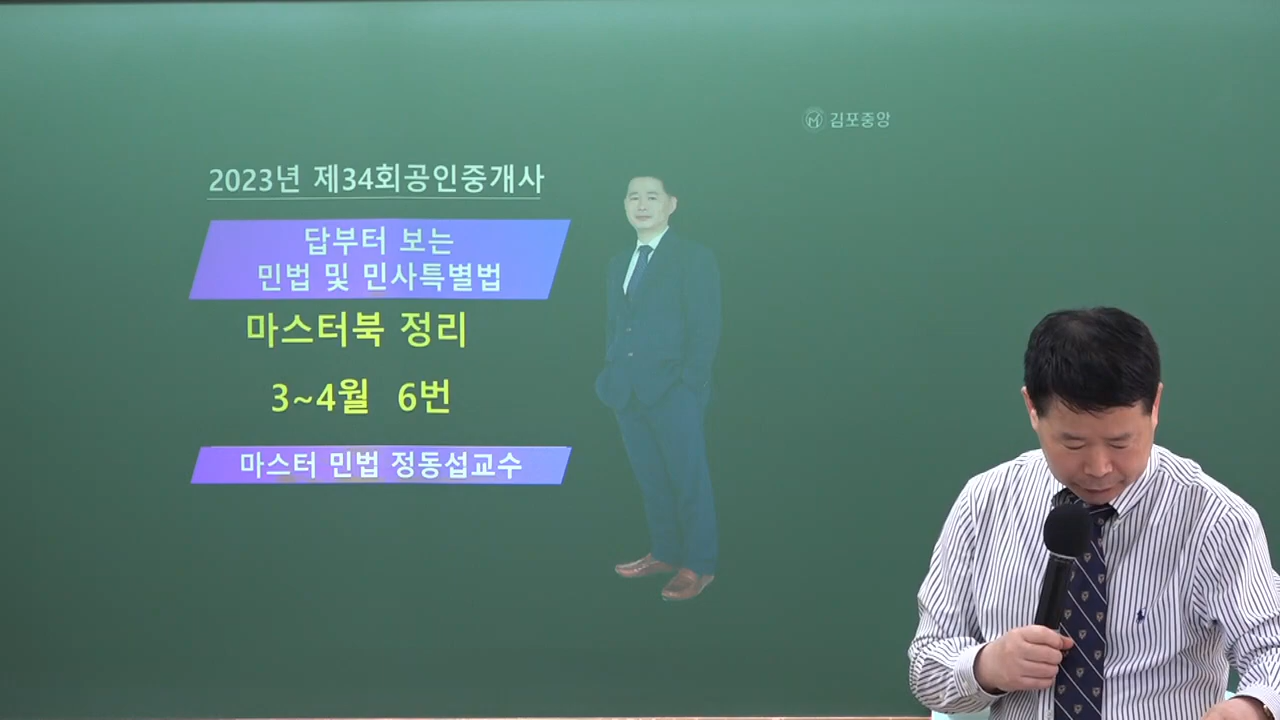 김포중앙
2023년 제34회공인중개사
답부터 보는
민법 및 민사특별법
마스터북 정리
3~4월 6번
마스터 민법 정동섭교수